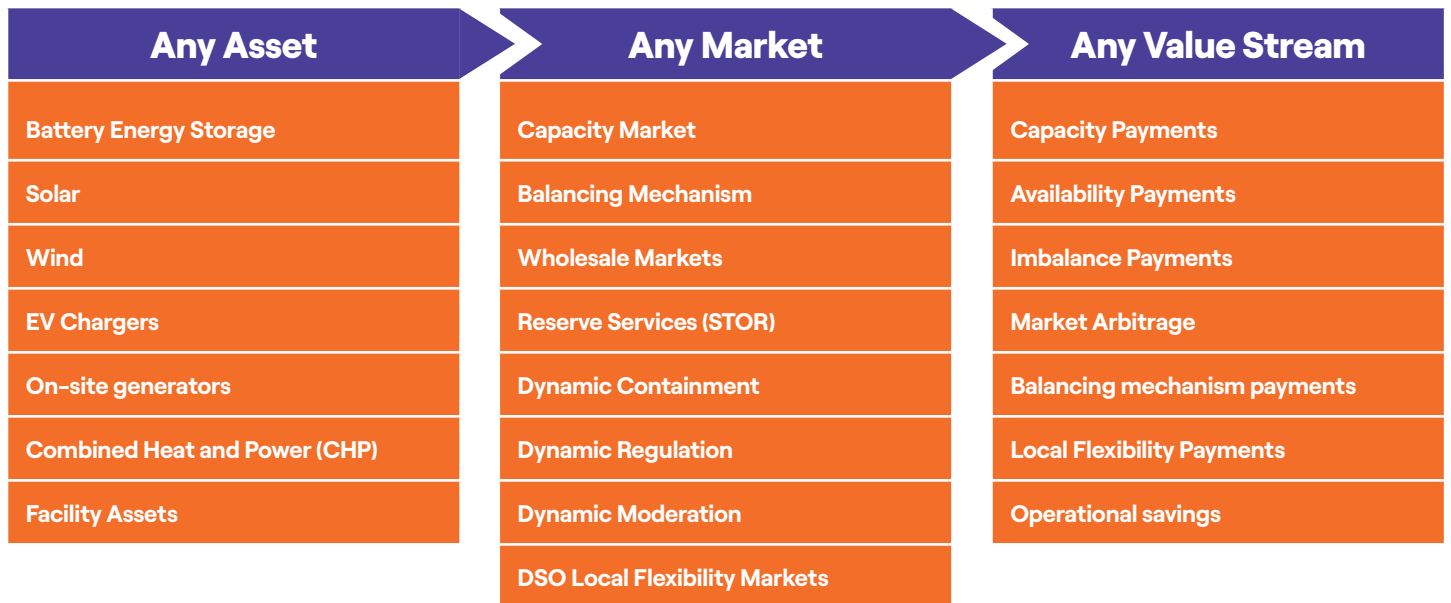 Any Asset
Battery Energy Storage
Solar
Wind
EV Chargers
On-site generators
Combined Heat and Power (CHP)
Facility Assets
Any Market
Capacity Market
Balancing Mechanism
Wholesale Markets
Reserve Services (STOR)
Dynamic Containment
Dynamic Regulation
Dynamic Moderation
DSO Local Flexibility Markets
Any Value Stream
Capacity Payments
Availability Payments
Imbalance Payments
Market Arbitrage
Balancing mechanism payments
Local Flexibility Payments
Operational savings